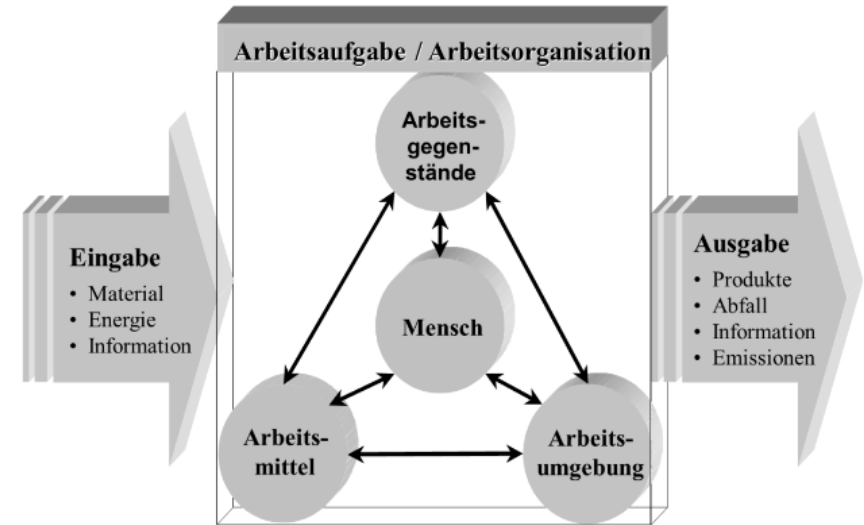 Arbeitsaufgabe / Arbeitsorganisation
Arbeits-
gegen-
stände
Eingabe
• Material
• Energie
• Information
Mensch
Arbeits-
mittel
Arbeits-
umgebung
Ausgabe
• Produkte
• Abfall
• Information
• Emissionen